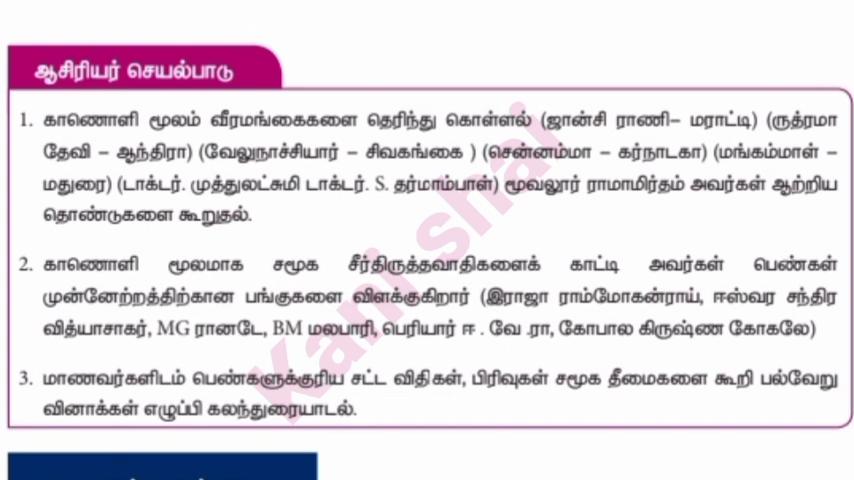 ஆசிரியர் செயல்பாடு
1. காணொளி மூலம் வீரமங்கைகளை தெரிந்து கொள்ளல் (ஜான்சி ராணி– மராட்டி) (ருத்ரமா
தேவி – ஆந்திரா) (வேலுநாச்சியார் – சிவகங்கை ) (சென்னம்மா – கர்நாடகா) (மங்கம்மாள் –
மதுரை) (டாக்டர். முத்துலட்சுமி டாக்டர். S. தர்மாம்பாள்) மூவலூர் ராமாமிர்தம் அவர்கள் ஆற்றிய
தொண்டுகளை கூறுதல்.
2. காணொளி மூலமாக சமூக சீர்திருத்தவாதிகளைக் காட்டி அவர்கள் பெண்கள்
முன்னேற்றத்திற்கான பங்குகளை விளக்குகிறார் (இராஜா ராம்மோகன்ராய், ஈஸ்வர சந்திர
வித்யாசாகர், MG ரானடே, BM மலபாரி, பெரியார் ஈ . வே .ரா, கோபால கிருஷ்ண கோகலே)
3. மாணவர்களிடம் பெண்களுக்குரிய சட்ட விதிகள், பிரிவுகள் சமூக தீமைகளை கூறி பல்வேறு
வினாக்கள் எழுப்பி கலந்துரையாடல்.
Kani shai